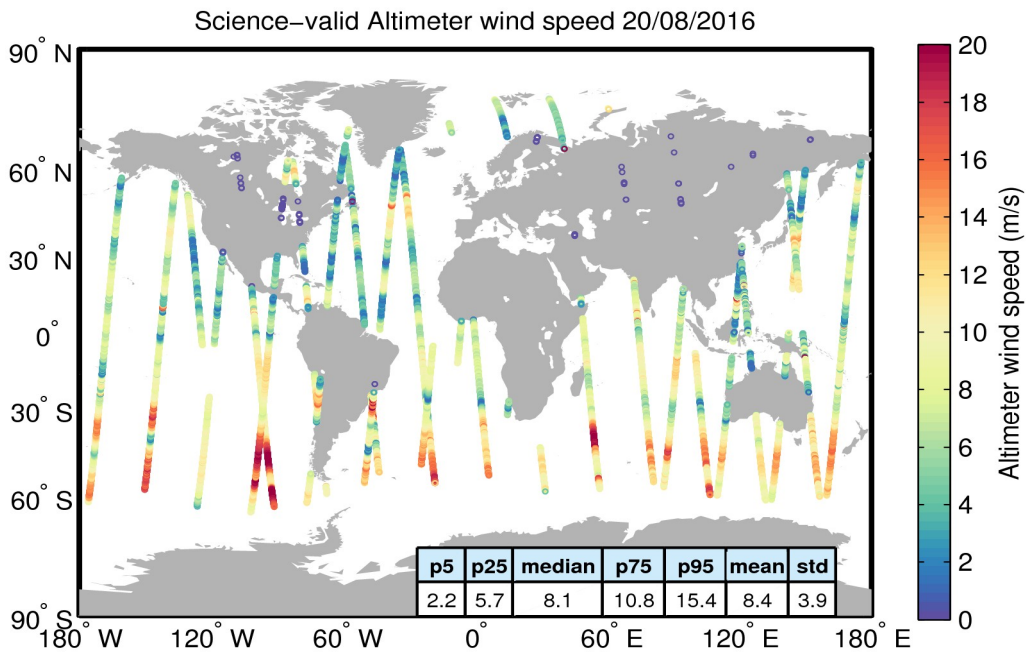 Science−valid Altimeter wind speed 20/08/2016
90° N
60° N
30° N
0°
30° S
60° S
90° S
180° W
120° W
60° W
0°
60° E
120° E
180° E
p5 p25 median p75 p95 mean std
2.2 5.7 8.1 10.8 15.4 8.4 3.9
20
18
16
14
12
10
8
6
4
2
0
Altimeter wind speed (m/s)